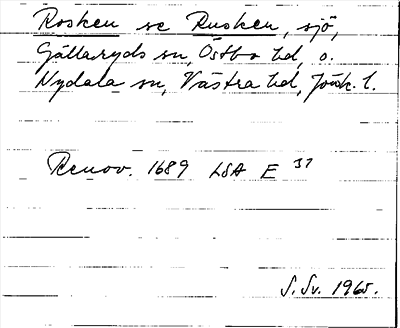 Rosken se Rusken, sjö,
Gällaryds sn, Östbo hd, o.
Nydala sn, Västra hd, Jönk. l.
Renov. 1689 LSA E 37
S. Sv. 1965.